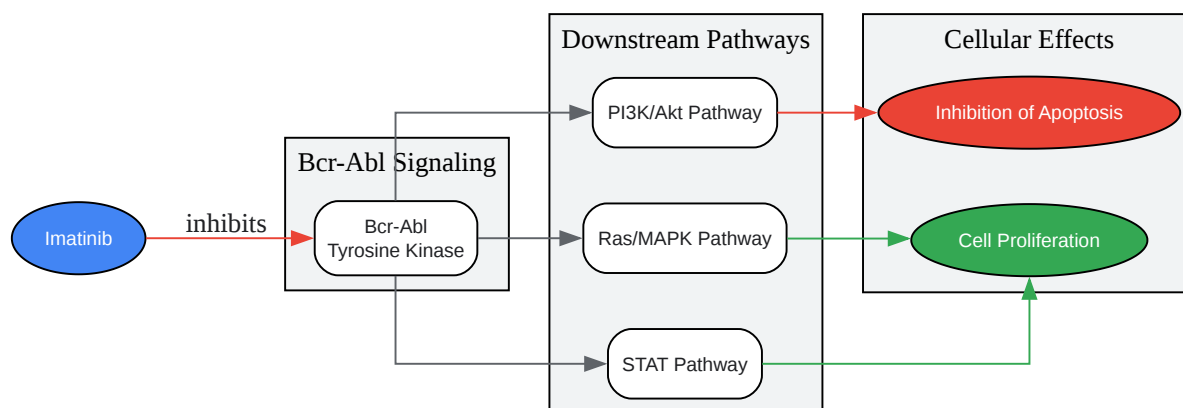 Downstream Pathways
Cellular Effects
PI3K/Akt Pathway
Inhibition of Apoptosis
Bcr-Abl Signaling
Imatinib
inhibits
Bcr-Abl
Tyrosine Kinase
Ras/MAPK Pathway
Cell Proliferation
STAT Pathway